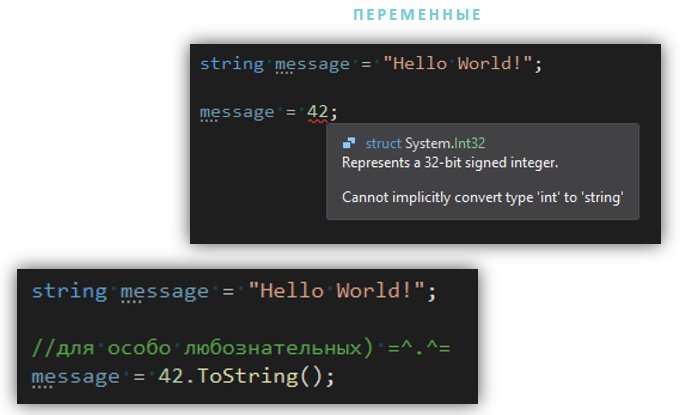 ПЕРЕМЕННЫЕ
string message = "Hello World!";
message = 42;
struct System.Int32
Represents a 32-bit signed integer.
Cannot implicitly convert type 'int' to 'string'
string message = "Hello World!";
//для особо любознательных) =^.^=
message = 42.ToString();